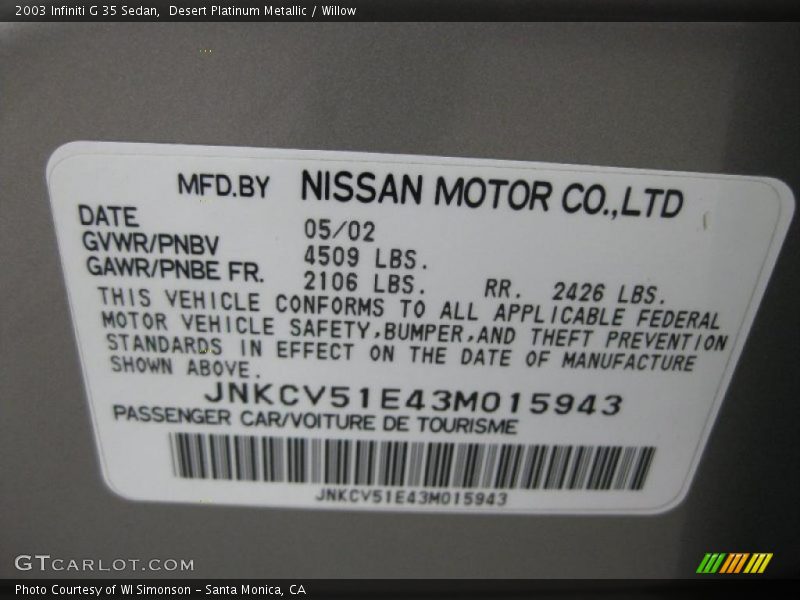 2003 Infiniti G 35 Sedan,  Desert Platinum Metallic / Willow
MFD.BY NISSAN MOTOR CO.,LTD
DATE 05/02
GVWR/PNBV 4509 LBS.
GAWR/PNBE FR. 2106 LBS. RR. 2426 LBS.
THIS VEHICLE CONFORMS TO ALL APPLICABLE FEDERAL
MOTOR VEHICLE SAFETY,BUMPER,AND THEFT PREVENTION
STANDARDS IN EFFECT ON THE DATE OF MANUFACTURE
SHOWN ABOVE.
JNKCV51E43M015943
PASSENGER CAR/VOITURE DE TOURISME
JNKCV51E43M015943
GTCARLOT.COM
Photo Courtesy of WI Simonson – Santa Monica, CA